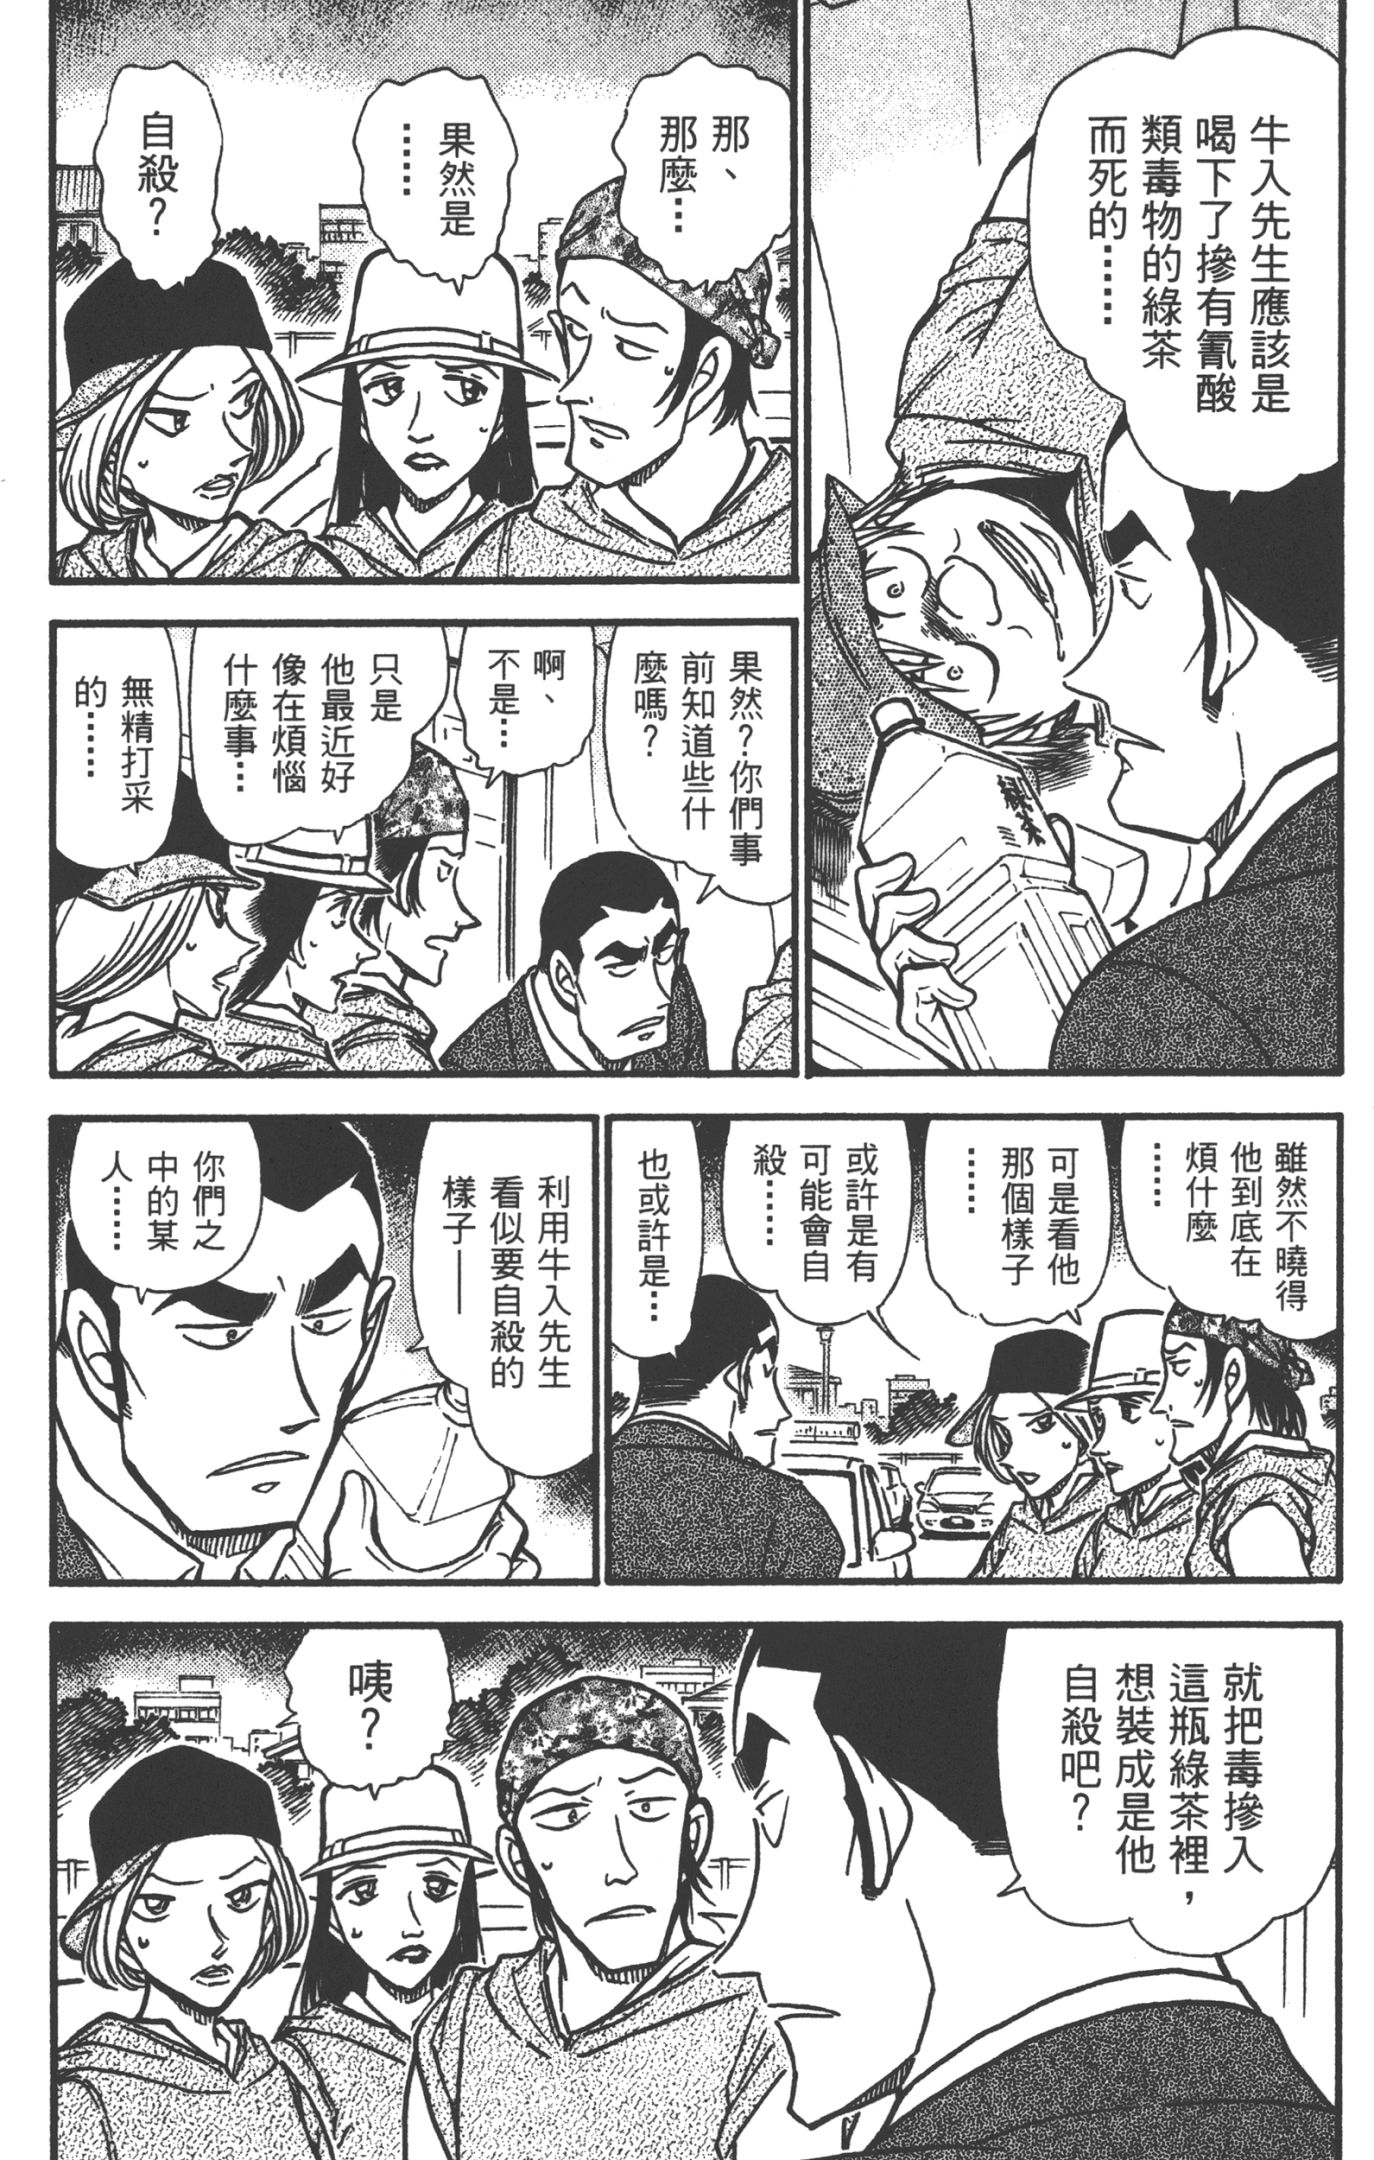 牛入先生應該是
喝下了摻有氰酸
類毒物的綠茶
而死的……
綠茶
那、
那麼…
果然是
……
自殺？
果然？你們事
前知道些什
麼嗎？
啊、
不是…
只是
他最近好
像在煩惱
什麼事…
無精打采
的……
雖然不曉得
他到底在
煩什麼
……
可是看他
那個樣子
……
或許是有
可能會自
殺……
也或許是…
利用牛入先生
看似要自殺的
樣子——
你們之
中的某
人……
就把毒摻入
這瓶綠茶裡，
想裝成是他
自殺吧？
咦？